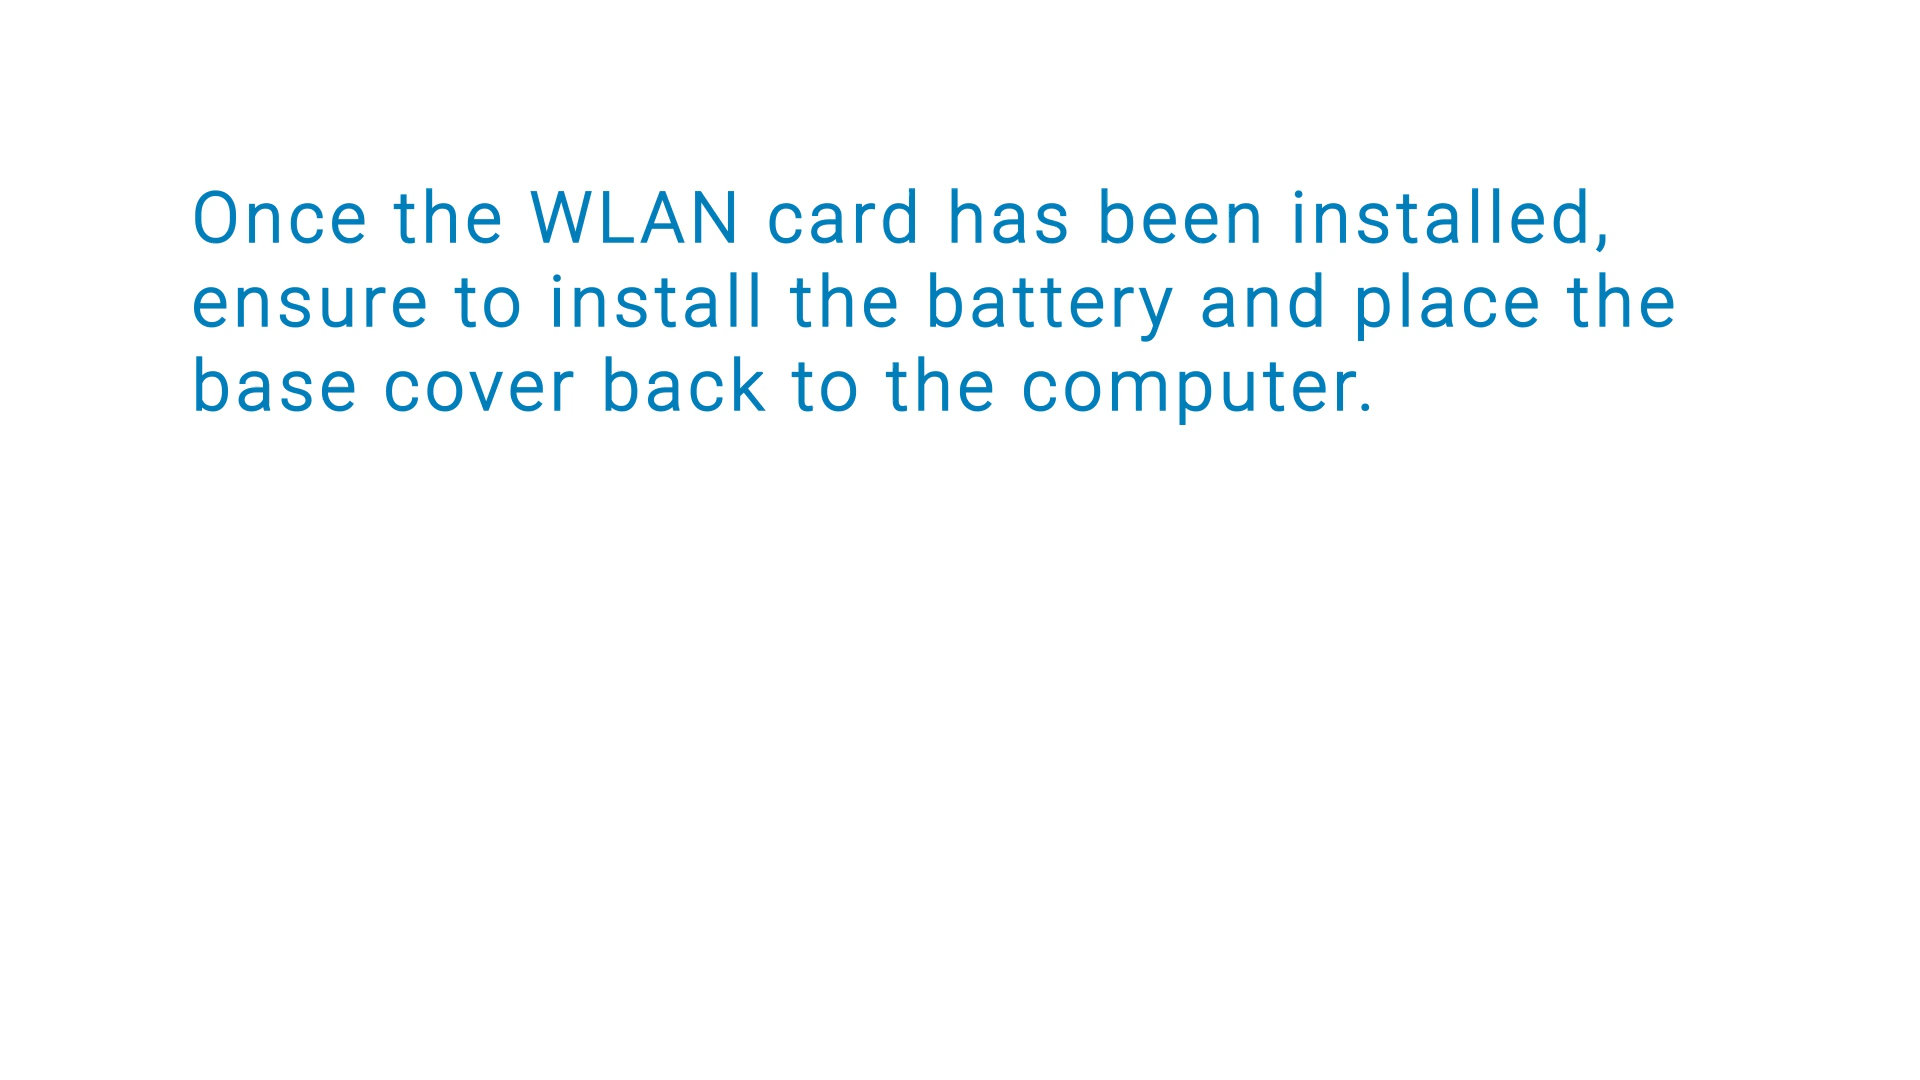 Once the WLAN card has been installed,
ensure to install the battery and place the
base cover back to the computer.